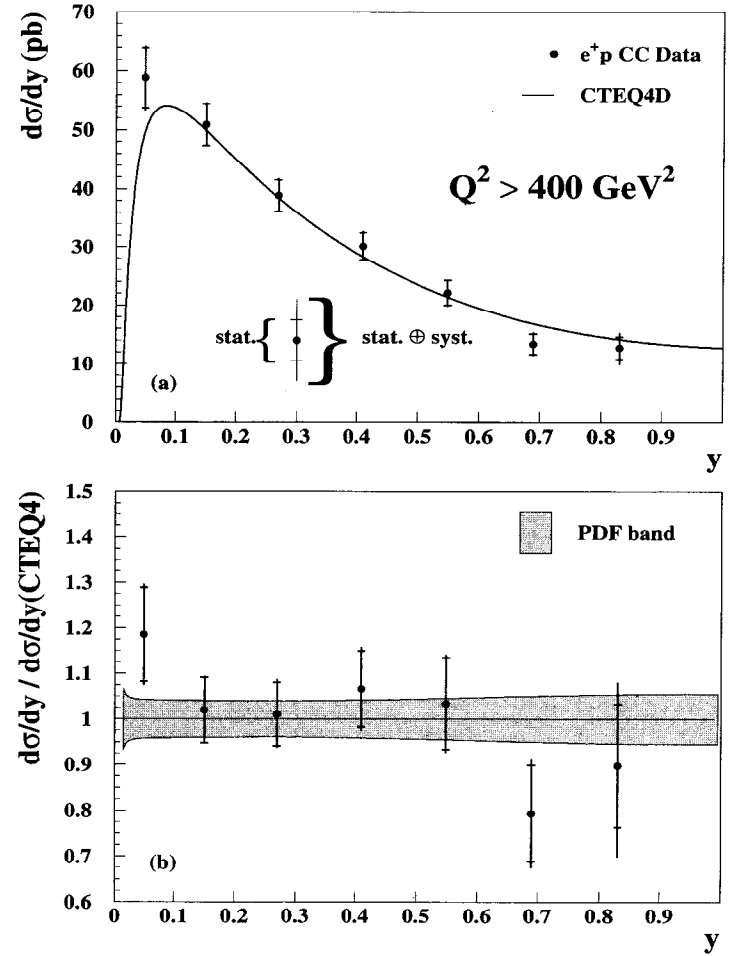 dσ/dy (pb)
70
60
50
40
30
20
10
0
e⁺p CC Data
CTEQ4D
Q² > 400 GeV²
stat. { } stat. ⊕ syst.
(a)
0 0.1 0.2 0.3 0.4 0.5 0.6 0.7 0.8 0.9
y
dσ/dy / dσ/dy(CTEQ4)
1.5
1.4
1.3
1.2
1.1
1
0.9
0.8
0.7
0.6
PDF band
(b)
0 0.1 0.2 0.3 0.4 0.5 0.6 0.7 0.8 0.9
y